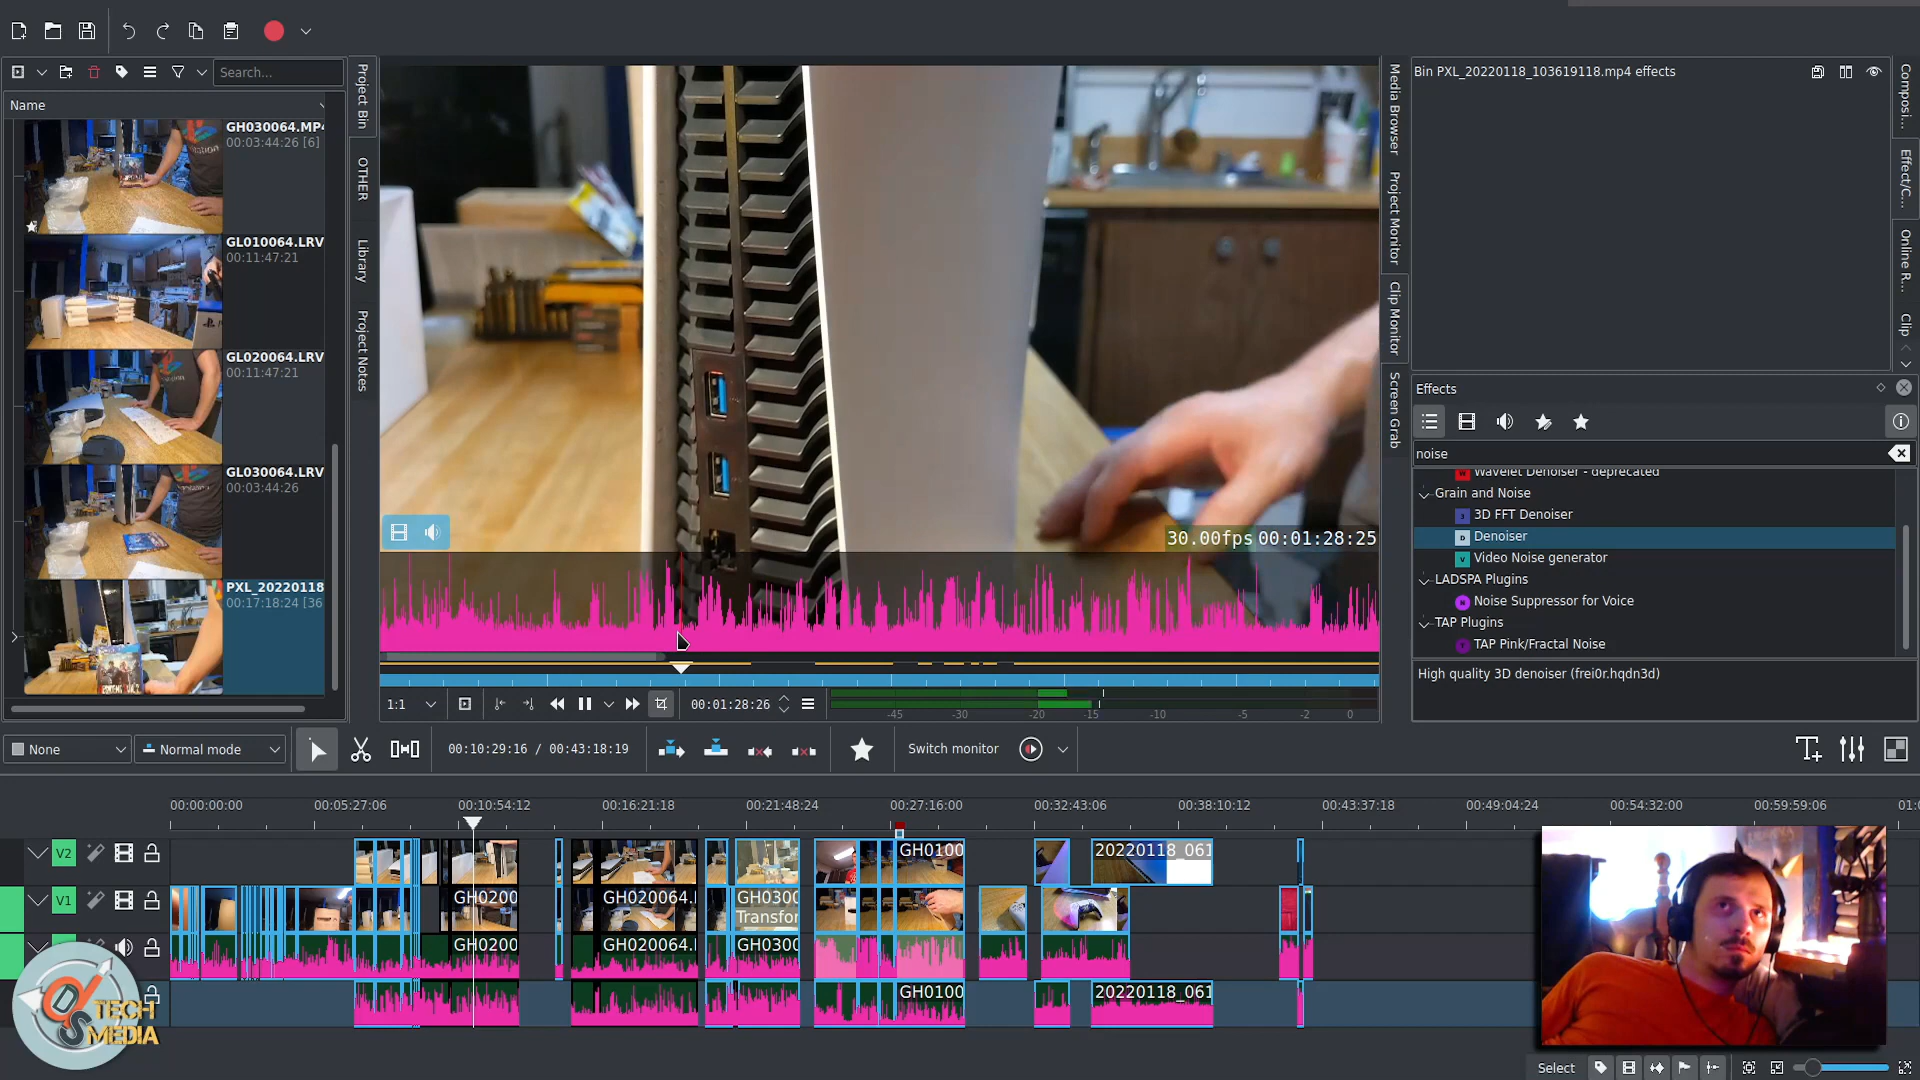 Search...
Name
GH030064.MP4
00:03:44:26 [6]
GL010064.LRV
00:11:47:21
GL020064.LRV
00:11:47:21
GL030064.LRV
00:03:44:26
PXL_20220118
00:17:18:24 [36
Project Bin
OTHER
Library
Project Notes
30.00fps 00:01:28:25
1:1
00:01:28:26
-45 -30 -20 -15 -10 -5 -2 0
Media Browser
Project Monitor
Clip Monitor
Screen Grab
Bin PXL_20220118_103619118.mp4 effects
Composi...
Effect/C...
Online R...
Clip
Effects
noise
Wavelet Denoiser - deprecated
Grain and Noise
3D FFT Denoiser
Denoiser
Video Noise generator
LADSPA Plugins
Noise Suppressor for Voice
TAP Plugins
TAP Pink/Fractal Noise
High quality 3D denoiser (frei0r.hqdn3d)
None
Normal mode
00:10:29:16 / 00:43:18:19
Switch monitor
00:00:00:00 00:05:27:06 00:10:54:12 00:16:21:18 00:21:48:24 00:27:16:00 00:32:43:06 00:38:10:12 00:43:37:18 00:49:04:24 00:54:32:00 00:59:59:06 01:0
V2
GH0100
20220118_061
V1
GH0200
GH020064.
GH0300
Transfor
GH0200
GH020064.
GH0300
GH0100
20220118_061
TECH
MEDIA
Select